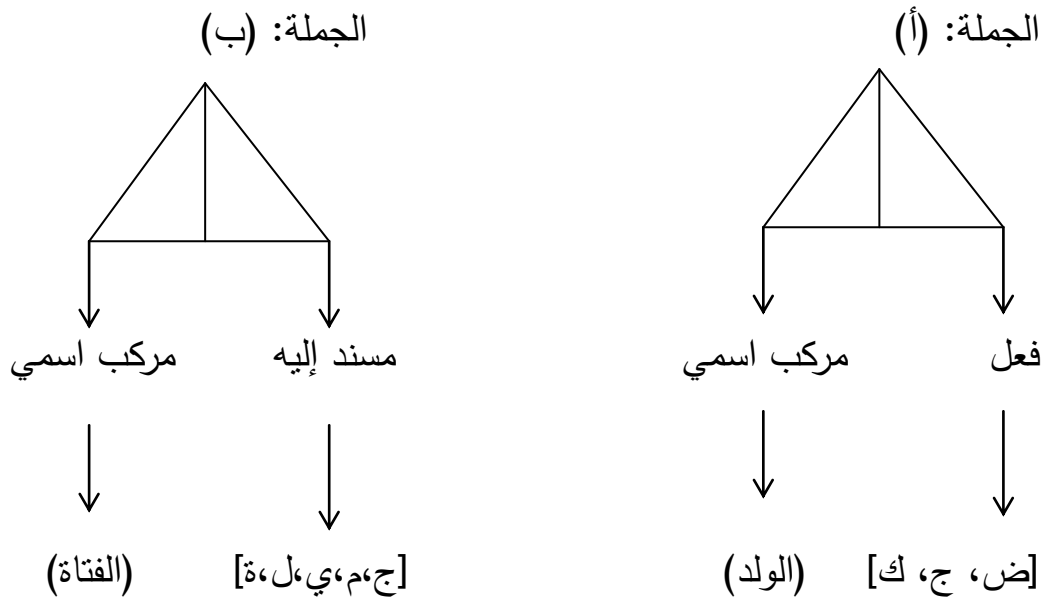 الجملة: (أ) الجملة: (ب)
فعل مركب اسمي مسند إليه مركب اسمي
[ض، ج، ك] (الولد) [ج،م،ي،ل،ة] (الفتاة)